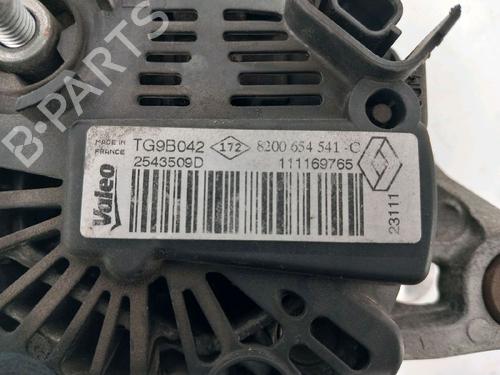 B-PARTS
Valeo
MADE IN FRANCE
TG9B042 172 8200 654 541-C
2543509D 111169765
23111